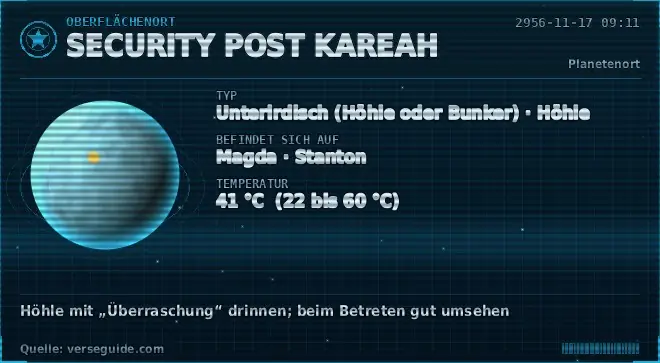 OBERFLÄCHENORT
SECURITY POST KAREAH
2956-11-17 09:11
Planetenort
TYP
Unterirdisch (Höhle oder Bunker) · Höhle
BEFINDET SICH AUF
Magda · Stanton
TEMPERATUR
41 °C (22 bis 60 °C)
Höhle mit „Überraschung“ drinnen; beim Betreten gut umsehen
Quelle: verseguide.com